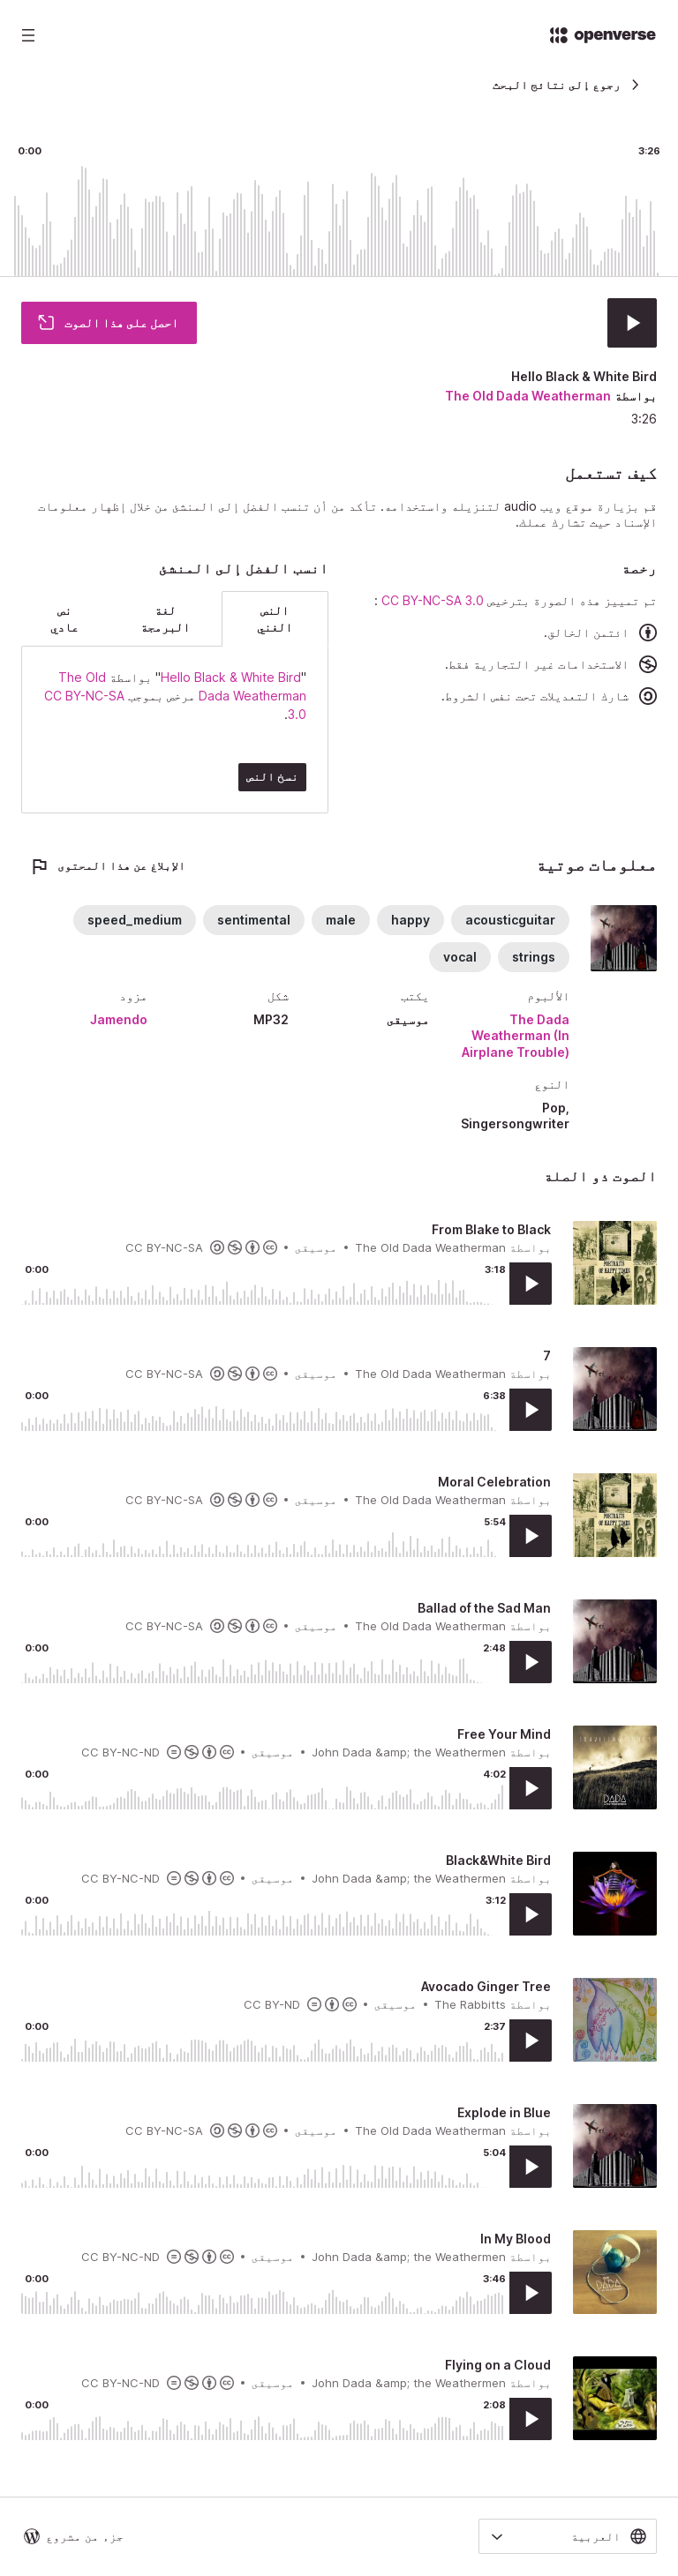 openverse
رجوع إلى نتائج البحث
0:00
3:26
احصل على هذا الصوت
Hello Black & White Bird
بواسطة The Old Dada Weatherman
3:26
كيف تستعمل
قم بزيارة موقع ويب audio لتنزيله واستخدامه. تأكد من أن تنسب الفضل إلى المنشئ من خلال إظهار معلومات
الإسناد حيث تشارك عملك.
رخصة
تم تمييز هذه الصورة بترخيص CC BY-NC-SA 3.0 :
ائتمن الخالق.
الاستخدامات غير التجارية فقط.
شارك التعديلات تحت نفس الشروط.
انسب الفضل إلى المنشئ
النص الغني
لغة البرمجة
نص عادي
"Hello Black & White Bird" بواسطة The Old
Dada Weatherman مرخص بموجب CC BY-NC-SA
3.0.
نسخ النص
معلومات صوتية
الإبلاغ عن هذا المحتوى
acousticguitar
happy
male
sentimental
speed_medium
strings
vocal
الألبوم
The Dada
Weatherman (In
Airplane Trouble)
يكتب
موسيقى
شكل
MP32
مزود
Jamendo
النوع
Pop,
Singersongwriter
الصوت ذو الصلة
From Blake to Black
بواسطة The Old Dada Weatherman • موسيقى • CC BY-NC-SA
0:00
3:18
7
بواسطة The Old Dada Weatherman • موسيقى • CC BY-NC-SA
0:00
6:38
Moral Celebration
بواسطة The Old Dada Weatherman • موسيقى • CC BY-NC-SA
0:00
5:54
Ballad of the Sad Man
بواسطة The Old Dada Weatherman • موسيقى • CC BY-NC-SA
0:00
2:48
Free Your Mind
بواسطة John Dada &amp; the Weathermen • موسيقى • CC BY-NC-ND
0:00
4:02
Black&White Bird
بواسطة John Dada &amp; the Weathermen • موسيقى • CC BY-NC-ND
0:00
3:12
Avocado Ginger Tree
بواسطة The Rabbitts • موسيقى • CC BY-ND
0:00
2:37
Explode in Blue
بواسطة The Old Dada Weatherman • موسيقى • CC BY-NC-SA
0:00
5:04
In My Blood
بواسطة John Dada &amp; the Weathermen • موسيقى • CC BY-NC-ND
0:00
3:46
Flying on a Cloud
بواسطة John Dada &amp; the Weathermen • موسيقى • CC BY-NC-ND
0:00
2:08
العربية
جزء من مشروع